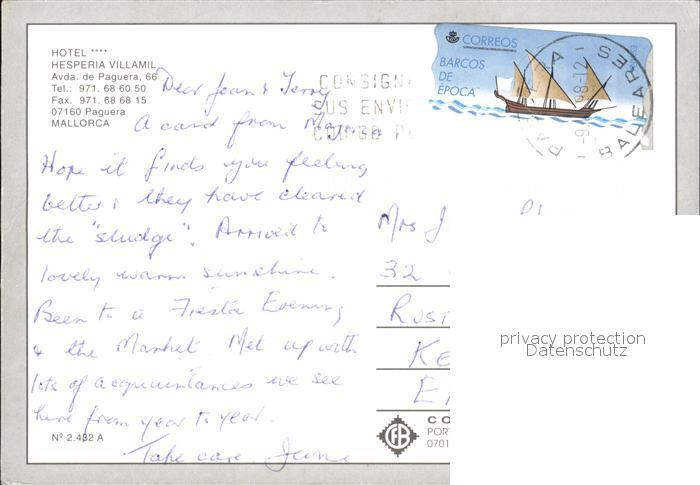 HOTEL ****
HESPERIA VILLAMIL
Avda. de Paguera, 66
Tel.: 971. 68 60 50
Fax. 971. 68 68 15
07160 Paguera
MALLORCA
CORREOS
BARCOS
DE
EPOCA
CONSIGN
SUS ENVI
BALEARES
Dear Joan & Terry
A card from
Hope it finds you feeling
better & they have cleared
the "sludge". Arrived to
lovely warm sunshine.
Been to a Fiesta Evening
& the Market. Met up with
lots of acquaintances we see
here from year to year.
Take care June
Mrs J
32
RUST
KE
Nº 2.432 A
CO
POR
0701
privacy protection
Datenschutz